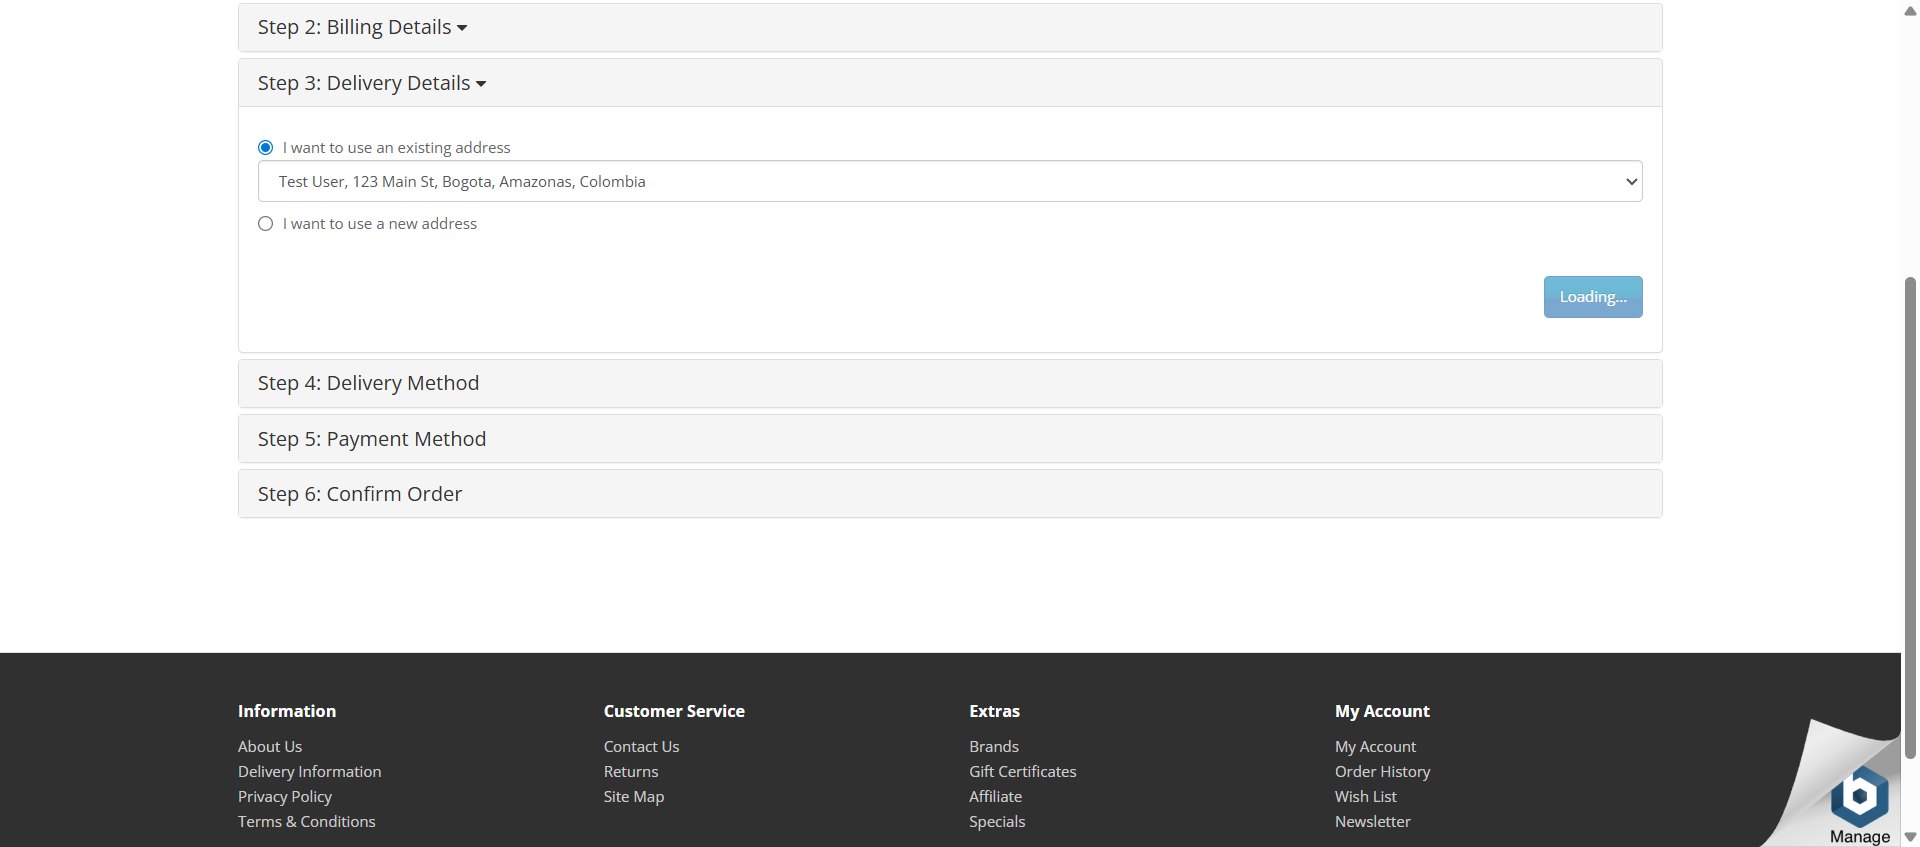 Step 2: Billing Details
Step 3: Delivery Details
I want to use an existing address
Test User, 123 Main St, Bogota, Amazonas, Colombia
I want to use a new address
Loading...
Step 4: Delivery Method
Step 5: Payment Method
Step 6: Confirm Order
Information
About Us
Delivery Information
Privacy Policy
Terms & Conditions
Customer Service
Contact Us
Returns
Site Map
Extras
Brands
Gift Certificates
Affiliate
Specials
My Account
My Account
Order History
Wish List
Newsletter
b
Manage